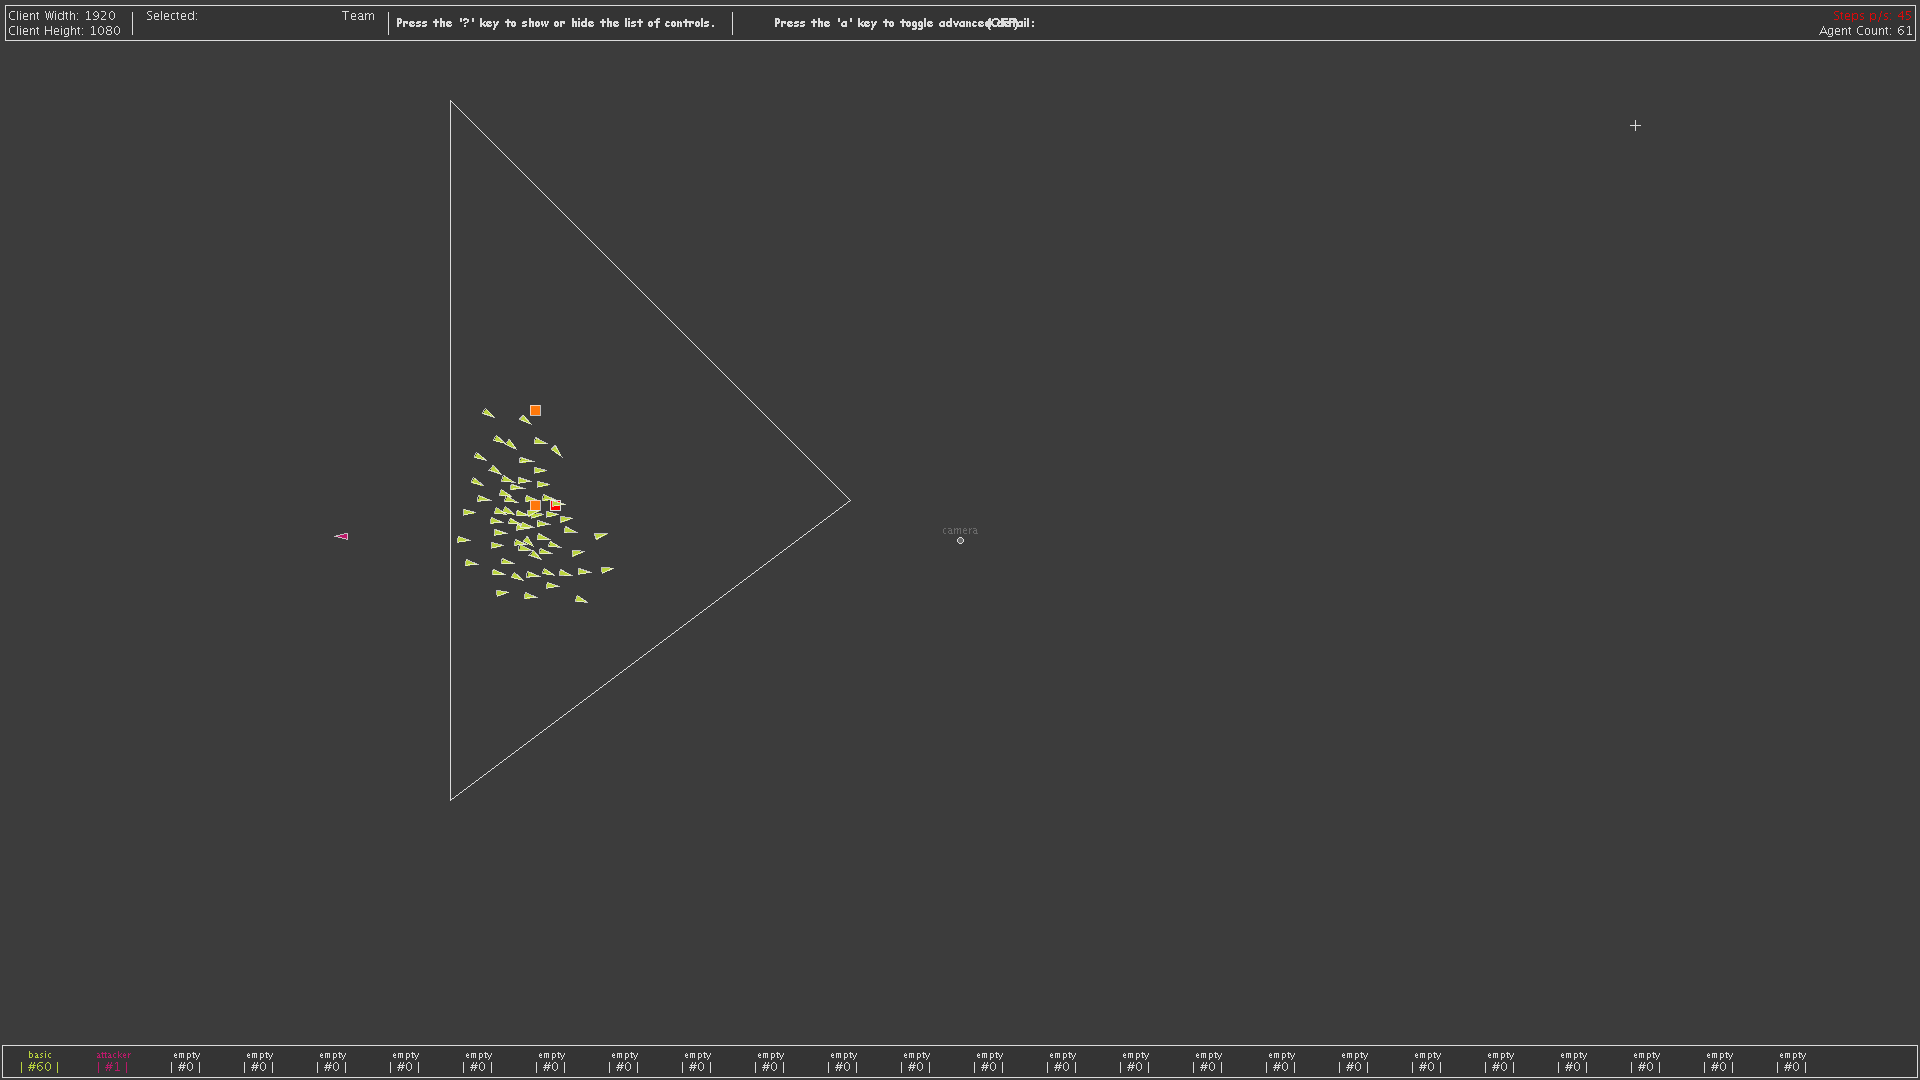 Client Width: 1920
Client Height: 1080
Selected:
Team
Press the '?' key to show or hide the list of controls.
Press the 'a' key to toggle advanced detail:
(OFF)
Steps p/s: 45
Agent Count: 61
camera
basic attacker empty empty empty empty empty empty empty empty empty empty empty empty empty empty empty empty empty empty empty empty empty empty empty
| #60 | | #1 | | #0 | | #0 | | #0 | | #0 | | #0 | | #0 | | #0 | | #0 | | #0 | | #0 | | #0 | | #0 | | #0 | | #0 | | #0 | | #0 | | #0 | | #0 | | #0 | | #0 | | #0 | | #0 | | #0 |